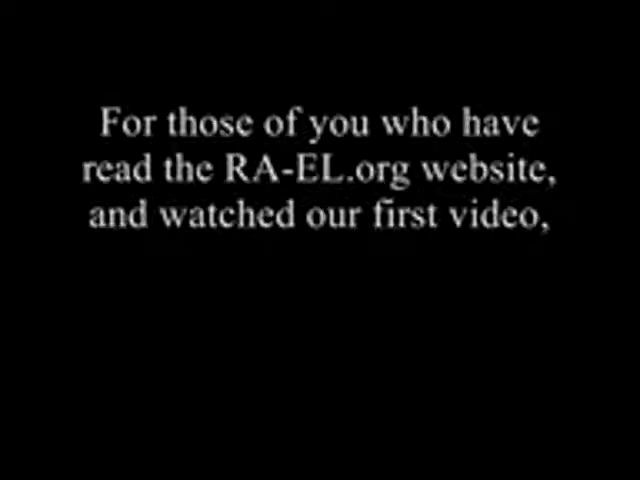 For those of you who have
read the RA-EL.org website,
and watched our first video,